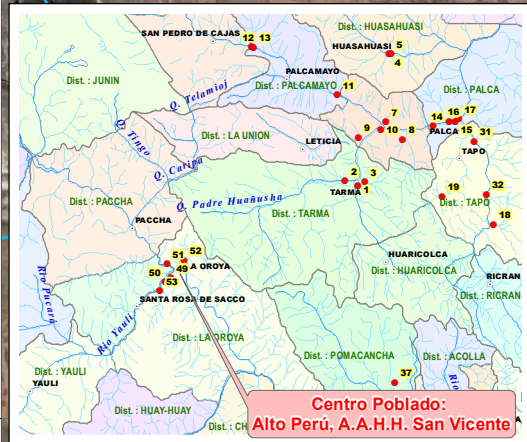 Dist. : HUASAHUASI
SAN PEDRO DE CAJAS
12 13
HUASAHUASI
5
4
PALCAMAYO
Dist. : JUNIN
Dist. : PALCAMAYO
Dist. : PALCA
Q. Telamioj
11
7
14 16 17
Q. Tingo
Dist. : LA UNION
LETICIA
9
10
8
PALCA
15
31
TAPO
Q. Caripa
2
3
1
TARMA
Dist. : PACCHA
Q. Padre Huañusha
Dist. : TARMA
19
Dist. : TAPO
32
18
PACCHA
51
52
HUARICOLCA
50
49
A OROYA
53
Dist. : HUARICOLCA
RICRAN
Dist. : RICRAN
Río Pucará
SANTA ROSA DE SACCO
Río Yauli
Dist. : LA OROYA
Dist. : POMACANCHA
Dist. : ACOLLA
Dist. : YAULI
YAULI
37
Río
Dist. : HUAY-HUAY
Dist. : CH
Centro Poblado:
Alto Perú, A.A.H.H. San Vicente